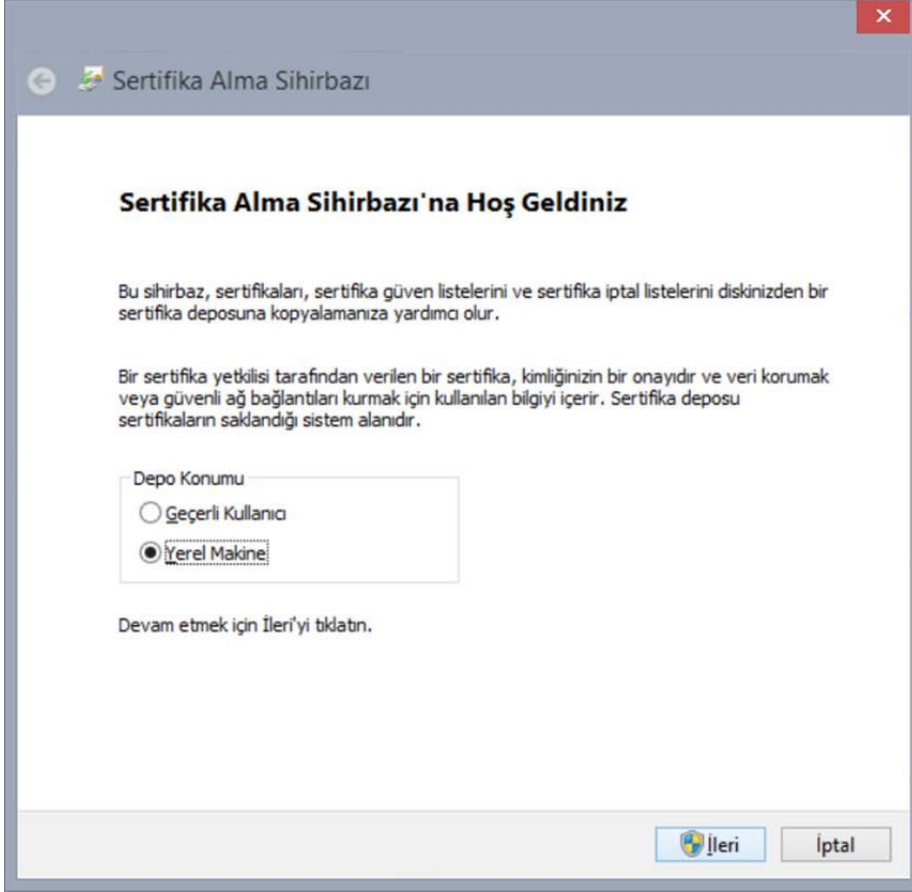 Sertifika Alma Sihirbazı
Sertifika Alma Sihirbazı'na Hoş Geldiniz
Bu sihirbaz, sertifikaları, sertifika güven listelerini ve sertifika iptal listelerini diskinizden bir
sertifika deposuna kopyalamanıza yardımcı olur.
Bir sertifika yetkilisi tarafından verilen bir sertifika, kimliğinizin bir onayıdır ve veri korumak
veya güvenli ağ bağlantıları kurmak için kullanılan bilgiyi içerir. Sertifika deposu
sertifikaların saklandığı sistem alanıdır.
Depo Konumu
Geçerli Kullanıcı
Yerel Makine
Devam etmek için İleri'yi tıklatın.
İleri
İptal